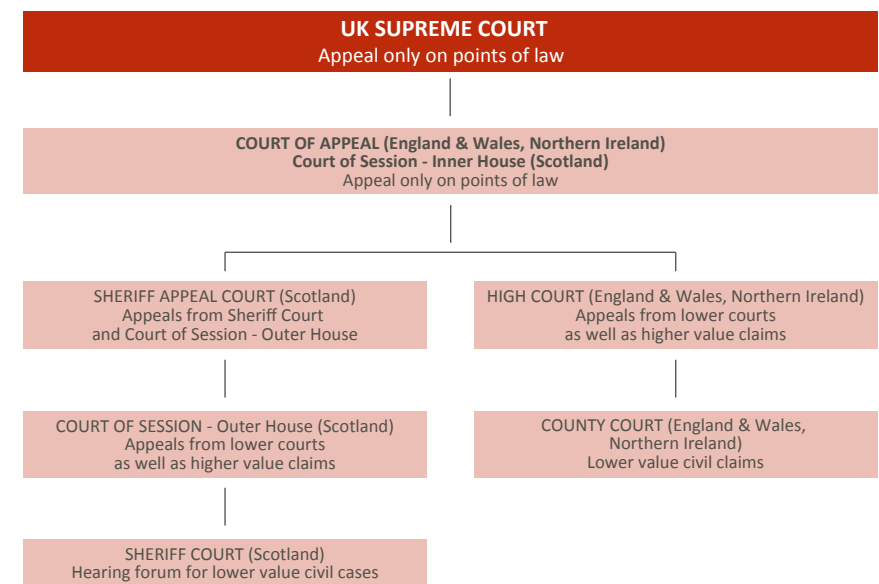 UK SUPREME COURT
Appeal only on points of law
COURT OF APPEAL (England & Wales, Northern Ireland)
Court of Session - Inner House (Scotland)
Appeal only on points of law
SHERIFF APPEAL COURT (Scotland)
Appeals from Sheriff Court
and Court of Session - Outer House
HIGH COURT (England & Wales, Northern Ireland)
Appeals from lower courts
as well as higher value claims
COURT OF SESSION - Outer House (Scotland)
Appeals from lower courts
as well as higher value claims
COUNTY COURT (England & Wales,
Northern Ireland)
Lower value civil claims
SHERIFF COURT (Scotland)
Hearing forum for lower value civil cases